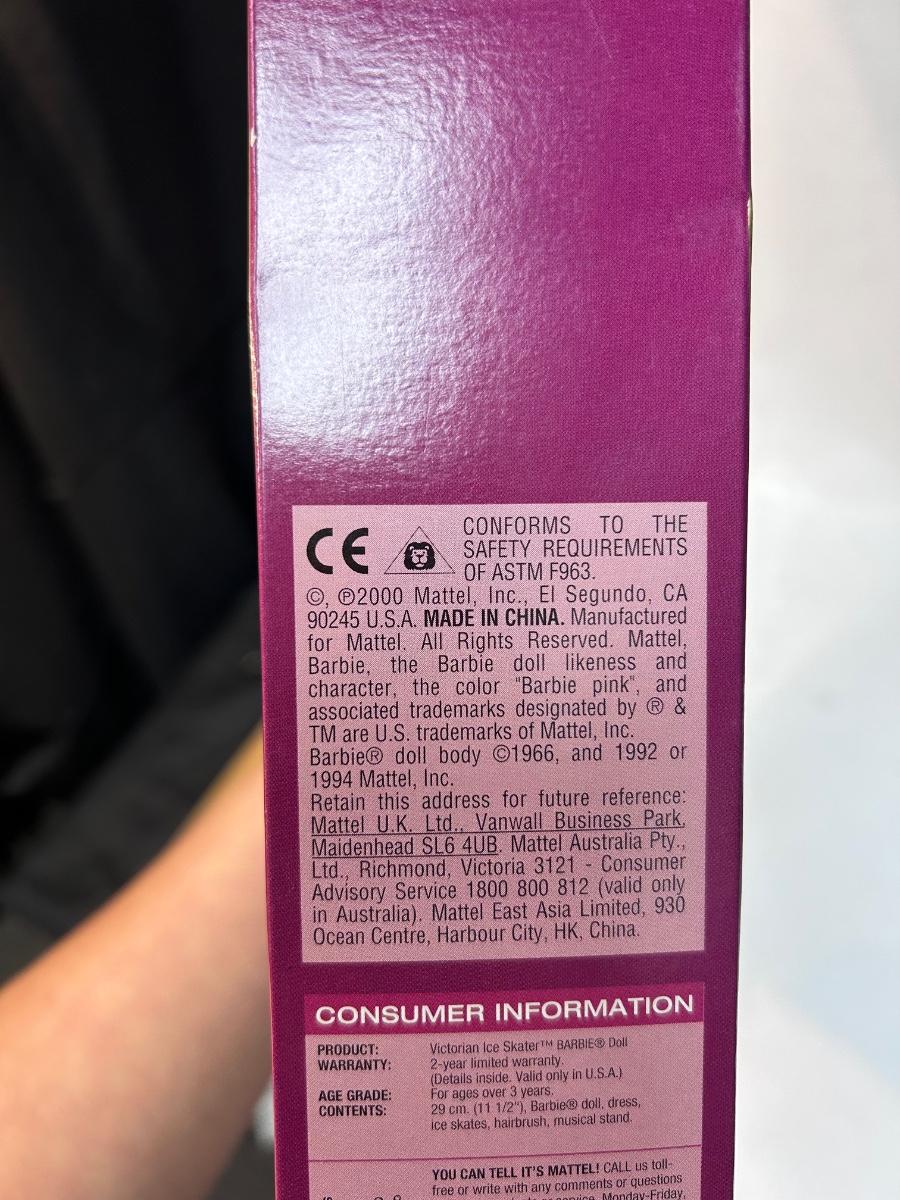 CE
CONFORMS TO THE
SAFETY REQUIREMENTS
OF ASTM F963.
©, ℗2000 Mattel, Inc., El Segundo, CA
90245 U.S.A. MADE IN CHINA. Manufactured
for Mattel. All Rights Reserved. Mattel,
Barbie, the Barbie doll likeness and
character, the color "Barbie pink", and
associated trademarks designated by ® &
TM are U.S. trademarks of Mattel, Inc.
Barbie® doll body ©1966, and 1992 or
1994 Mattel, Inc.
Retain this address for future reference:
Mattel U.K. Ltd., Vanwall Business Park,
Maidenhead SL6 4UB. Mattel Australia Pty.,
Ltd., Richmond, Victoria 3121 - Consumer
Advisory Service 1800 800 812 (valid only
in Australia). Mattel East Asia Limited, 930
Ocean Centre, Harbour City, HK, China.
CONSUMER INFORMATION
PRODUCT: Victorian Ice Skater™ BARBIE® Doll
WARRANTY: 2-year limited warranty.
(Details inside. Valid only in U.S.A.)
AGE GRADE: For ages over 3 years.
CONTENTS: 29 cm. (11 1/2"), Barbie® doll, dress,
ice skates, hairbrush, musical stand.
YOU CAN TELL IT'S MATTEL! CALL us toll-
free or write with any comments or questions
service, Monday-Friday,